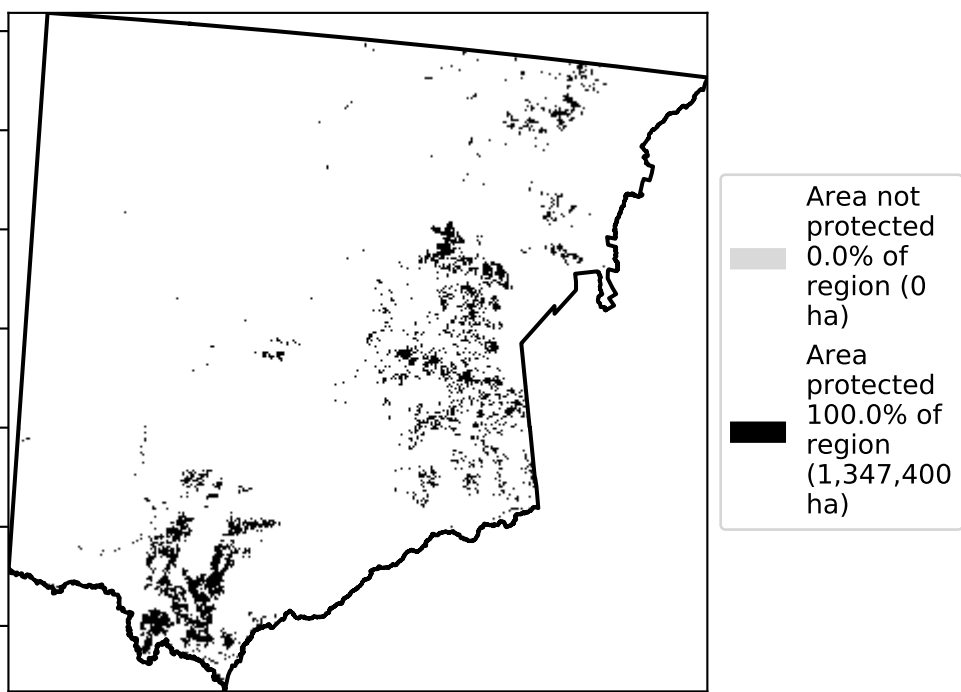 Area not
protected
0.0% of
region (0
ha)
Area
protected
100.0% of
region
(1,347,400
ha)